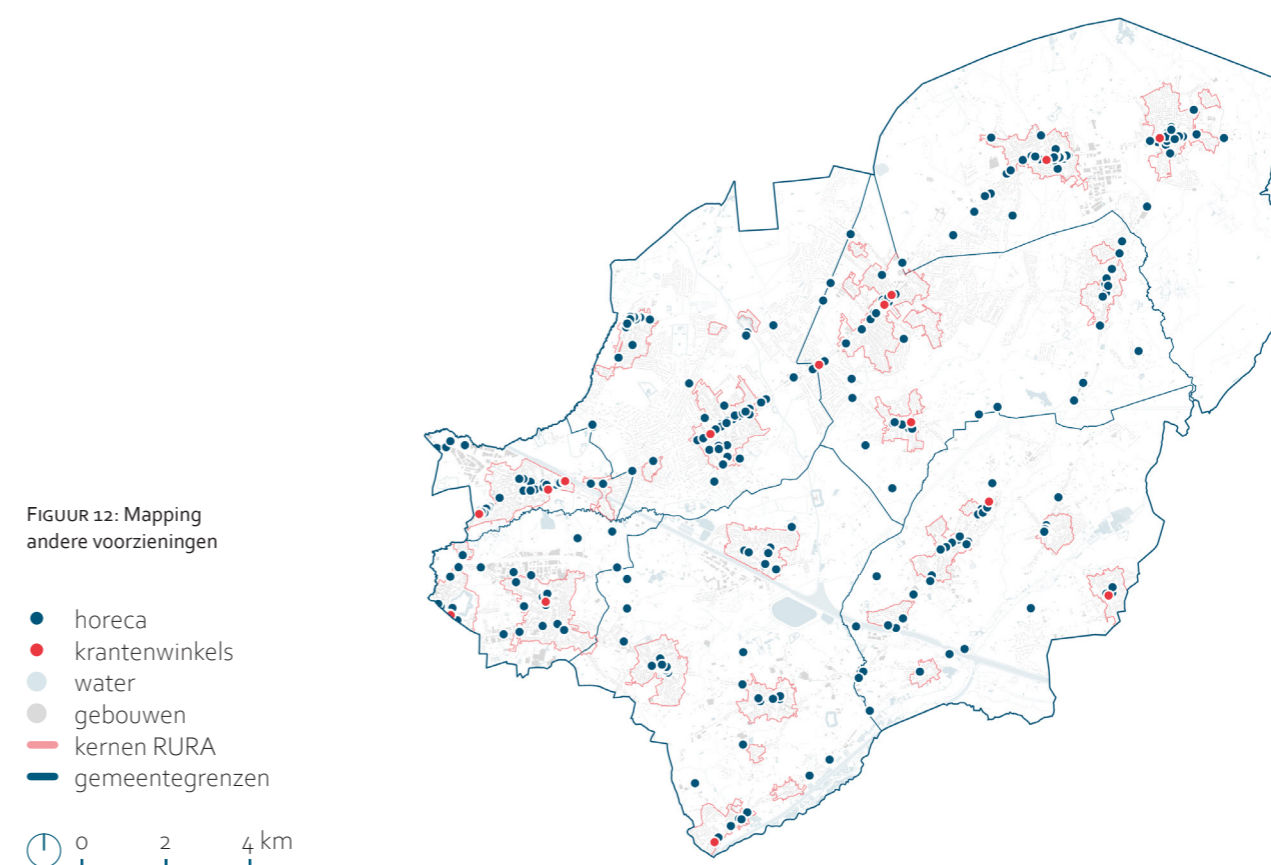 FIGUUR 12: Mapping
andere voorzieningen
horeca
krantenwinkels
water
gebouwen
kernen RURA
gemeentegrenzen
0 2 4 km